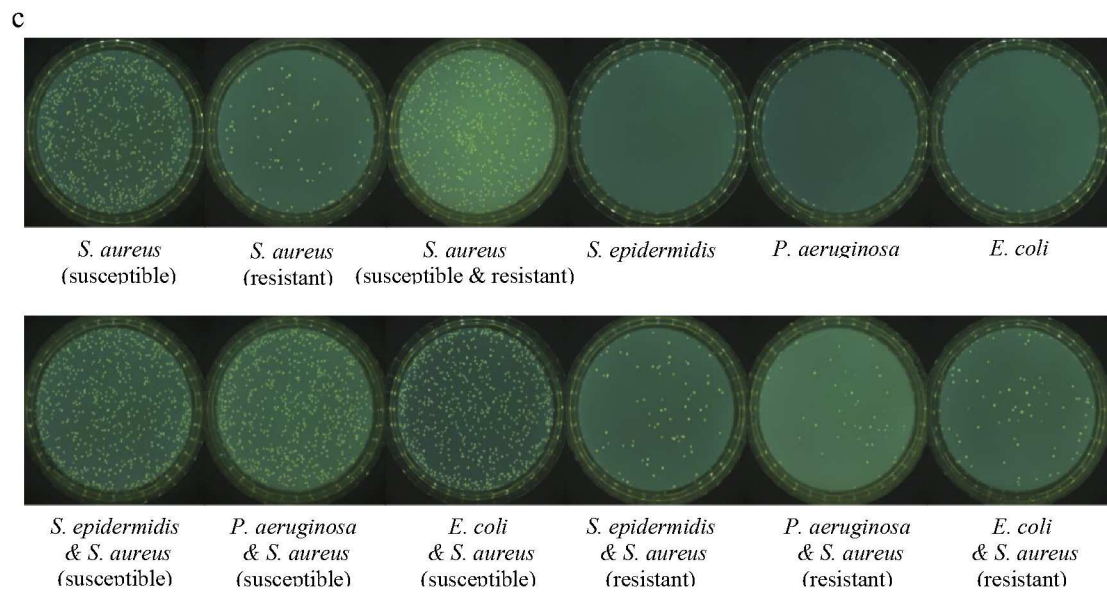 c
S. aureus
(susceptible)
S. aureus
(resistant)
S. aureus
(susceptible & resistant)
S. epidermidis
P. aeruginosa
E. coli
S. epidermidis
& S. aureus
(susceptible)
P. aeruginosa
& S. aureus
(susceptible)
E. coli
& S. aureus
(susceptible)
S. epidermidis
& S. aureus
(resistant)
P. aeruginosa
& S. aureus
(resistant)
E. coli
& S. aureus
(resistant)